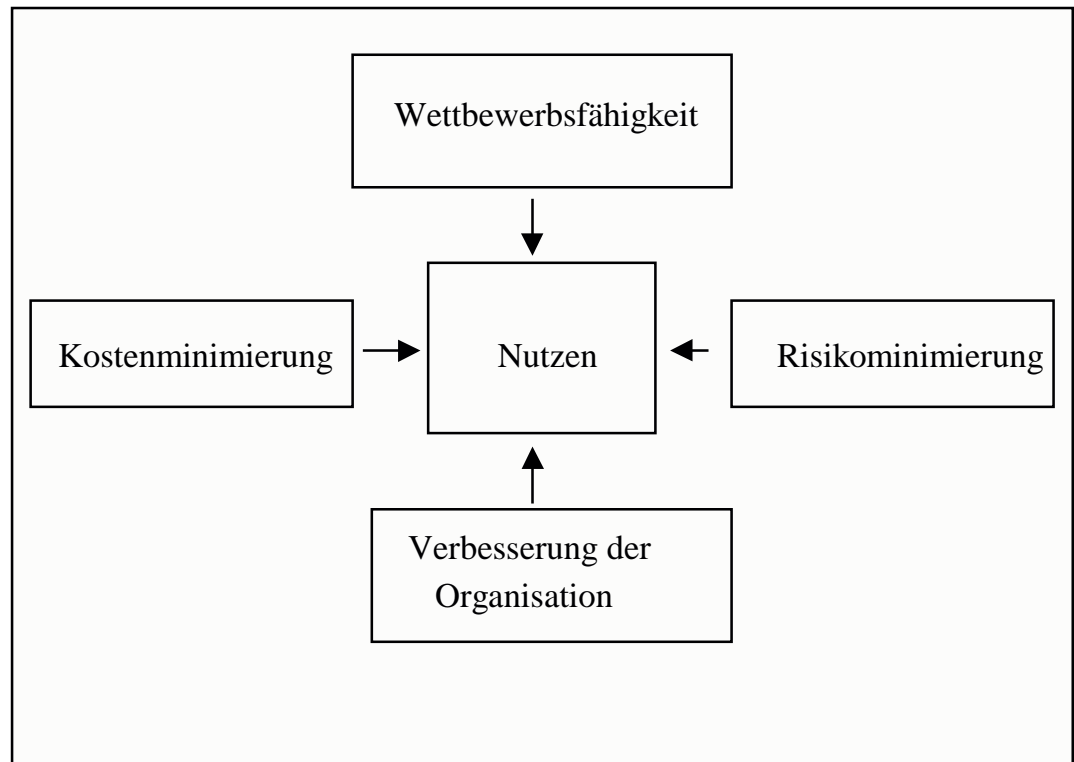 Wettbewerbsfähigkeit
Kostenminimierung
Nutzen
Risikominimierung
Verbesserung der
Organisation